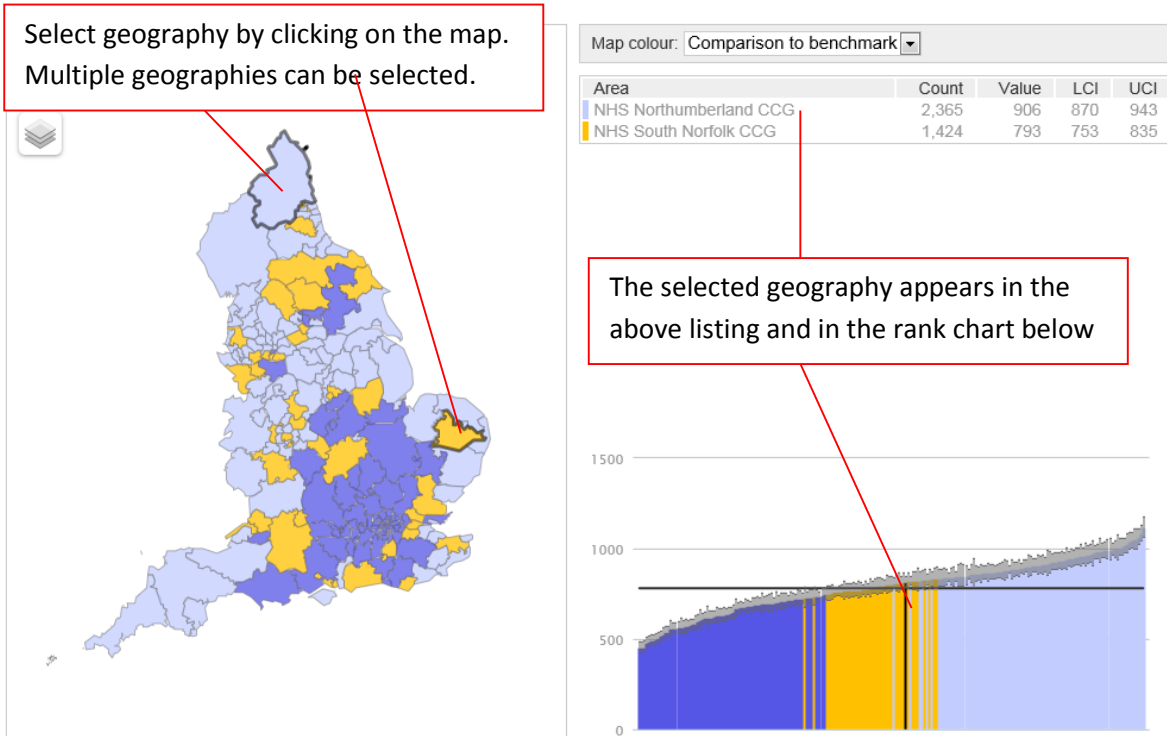 Select geography by clicking on the map.
Multiple geographies can be selected.
Map colour: Comparison to benchmark
Area Count Value LCI UCI
NHS Northumberland CCG 2,365 906 870 943
NHS South Norfolk CCG 1,424 793 753 835
The selected geography appears in the
above listing and in the rank chart below
1500
1000
500
0